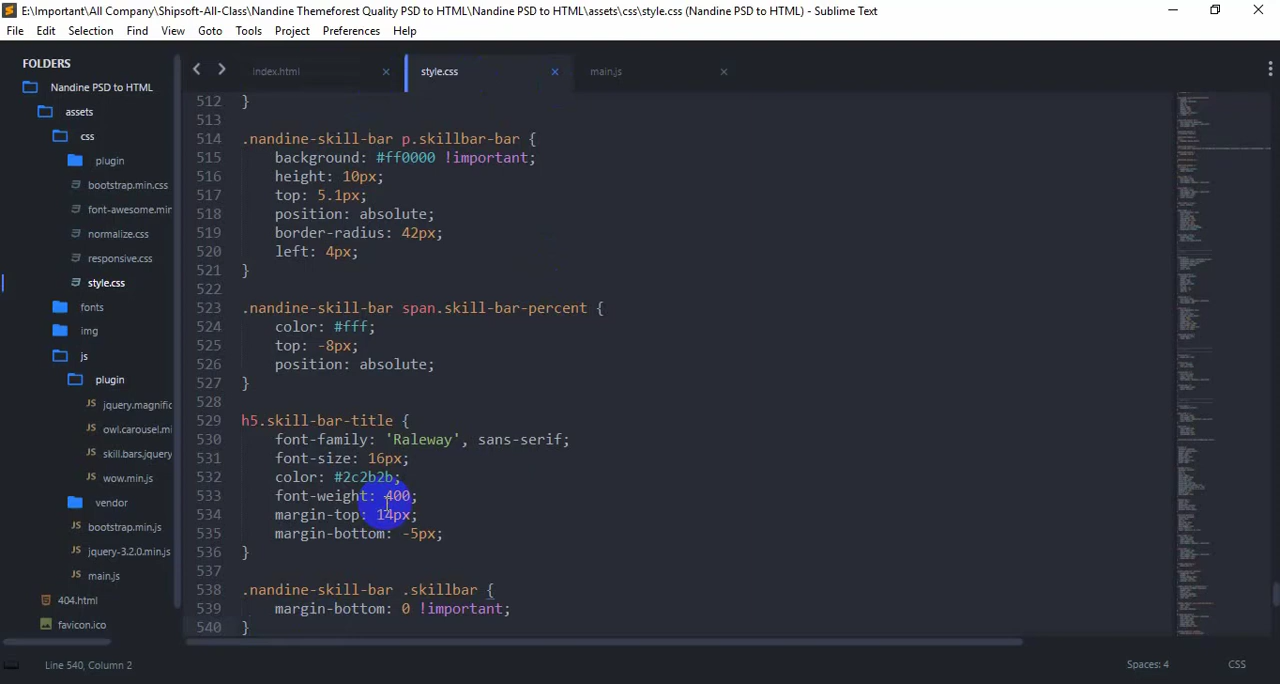 E:\Important\All Company\Shipsoft-All-Class\Nandine Themeforest Quality PSD to HTML\Nandine PSD to HTML\assets\css\style.css (Nandine PSD to HTML) - Sublime Text
File Edit Selection Find View Goto Tools Project Preferences Help
FOLDERS
Nandine PSD to HTML
assets
css
plugin
bootstrap.min.css
font-awesome.min
normalize.css
responsive.css
style.css
fonts
img
js
plugin
jquery.magnific
owl.carousel.mi
skill.bars.jquery
wow.min.js
vendor
bootstrap.min.js
jquery-3.2.0.min.js
main.js
404.html
favicon.ico
index.html style.css main.js
512 }
513
514 .nandine-skill-bar p.skillbar-bar {
515 background: #ff0000 !important;
516 height: 10px;
517 top: 5.1px;
518 position: absolute;
519 border-radius: 42px;
520 left: 4px;
521 }
522
523 .nandine-skill-bar span.skill-bar-percent {
524 color: #fff;
525 top: -8px;
526 position: absolute;
527 }
528
529 h5.skill-bar-title {
530 font-family: 'Raleway', sans-serif;
531 font-size: 16px;
532 color: #2c2b2b;
533 font-weight: 400;
534 margin-top: 14px;
535 margin-bottom: -5px;
536 }
537
538 .nandine-skill-bar .skillbar {
539 margin-bottom: 0 !important;
540 }
Line 540, Column 2 Spaces: 4 CSS